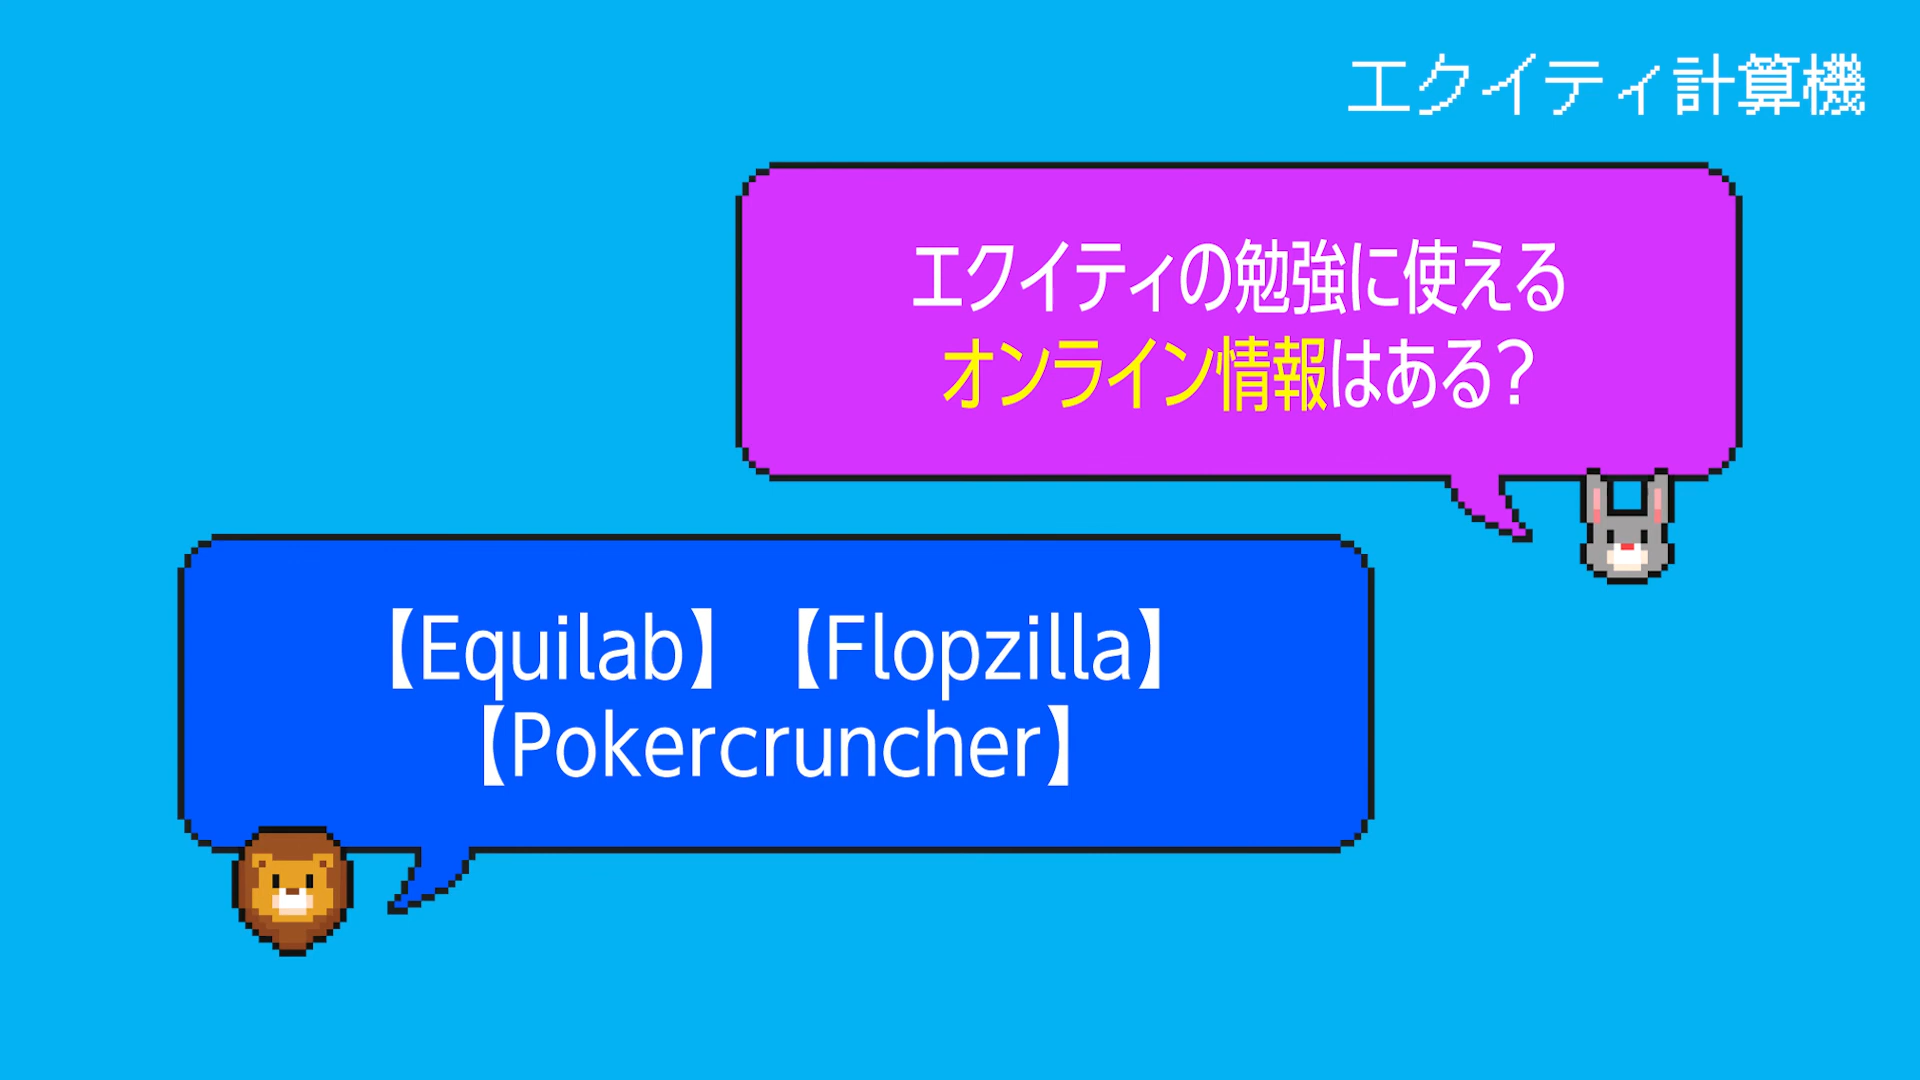 エクイティ計算機
エクイティの勉強に使える
オンライン情報はある？
【Equilab】 【Flopzilla】
【Pokercruncher】